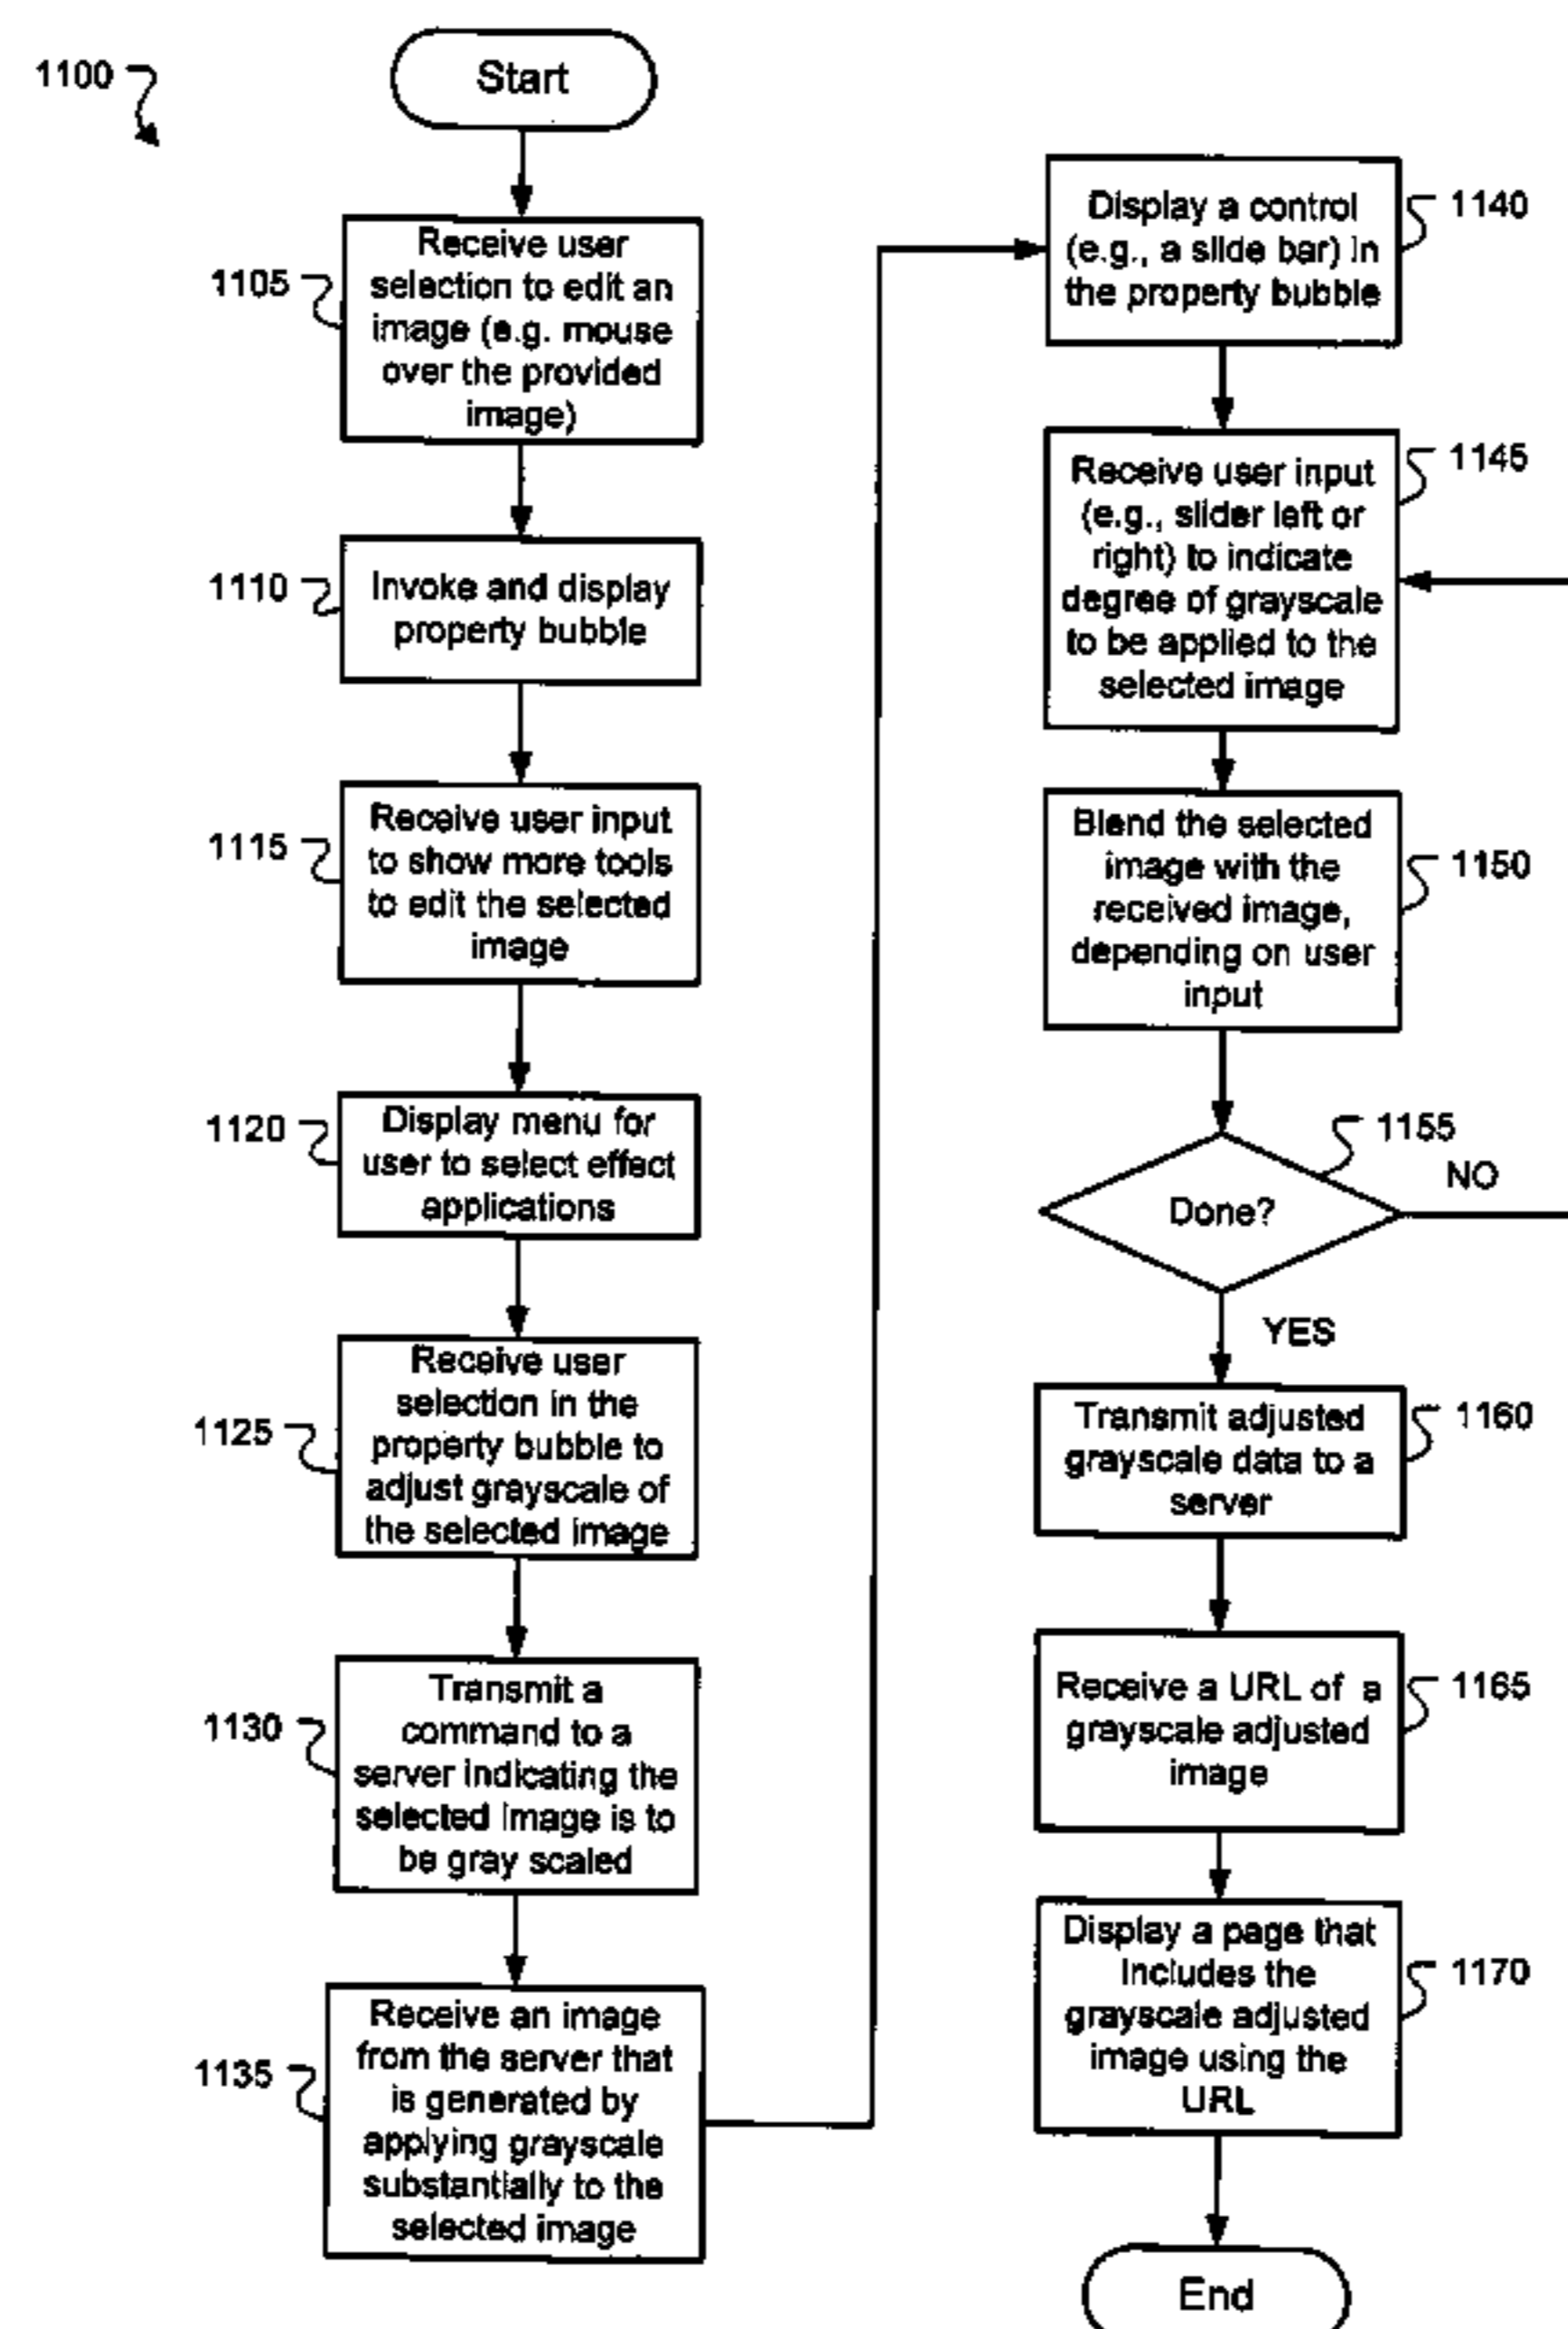 1100
Start
1105
Receive user
selection to edit an
image (e.g. mouse
over the provided
image)
1110
Invoke and display
property bubble
1115
Receive user input
to show more tools
to edit the selected
image
1120
Display menu for
user to select effect
applications
1125
Receive user
selection in the
property bubble to
adjust grayscale of
the selected image
1130
Transmit a
command to a
server indicating the
selected image is to
be gray scaled
1135
Receive an image
from the server that
is generated by
applying grayscale
substantially to the
selected image
Display a control
(e.g., a slide bar) in
the property bubble
1140
Receive user input
(e.g., slider left or
right) to indicate
degree of grayscale
to be applied to the
selected image
1145
Blend the selected
image with the
received image,
depending on user
input
1150
1155
Done?
NO
YES
Transmit adjusted
grayscale data to a
server
1160
Receive a URL of a
grayscale adjusted
image
1165
Display a page that
includes the
grayscale adjusted
image using the
URL
1170
End